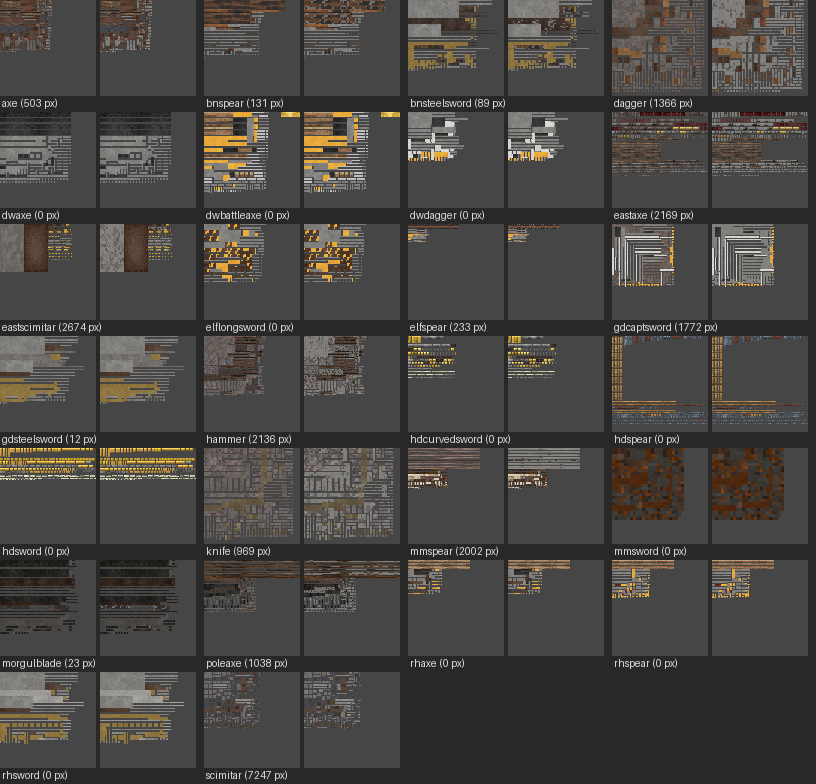 axe (503 px) bnspear (131 px) bnsteelsword (89 px) dagger (1366 px)
dwaxe (0 px) dwbattleaxe (0 px) dwdagger (0 px) eastaxe (2169 px)
eastscimitar (2674 px) elflongsword (0 px) elfspear (233 px) gdcaptsword (1772 px)
gdsteelsword (12 px) hammer (2136 px) hdcurvedsword (0 px) hdspear (0 px)
hdsword (0 px) knife (969 px) mmspear (2002 px) mmsword (0 px)
morgulblade (23 px) poleaxe (1038 px) rhaxe (0 px) rhspear (0 px)
rhsword (0 px) scimitar (7247 px)